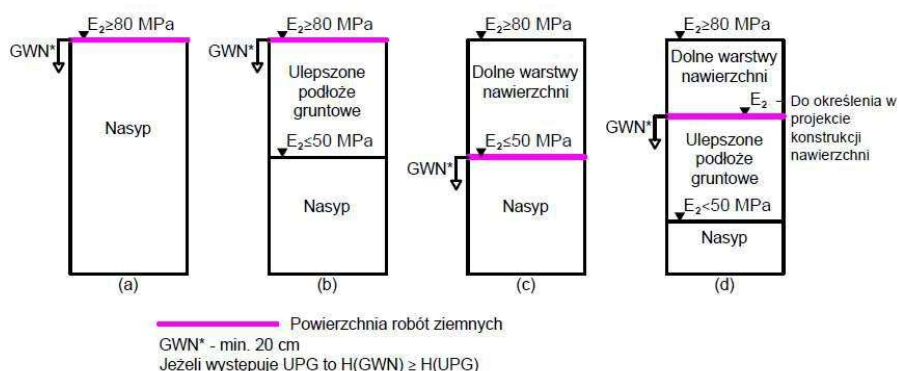 E₂≥80 MPa
GWN*
Nasyp
(a)
E₂≥80 MPa
GWN*
Ulepszone
podłoże
gruntowe
E₂≤50 MPa
Nasyp
(b)
E₂≥80 MPa
Dolne warstwy
nawierzchni
E₂≤50 MPa
GWN*
Nasyp
(c)
E₂≥80 MPa
Dolne warstwy
nawierzchni
E₂ – Do określenia w
projekcie
konstrukcji
nawierzchni
GWN*
Ulepszone
podłoże
gruntowe
E₂<50 MPa
Nasyp
(d)
Powierzchnia robót ziemnych
GWN* - min. 20 cm
Jeżeli występuje UPG to H(GWN) ≥ H(UPG)